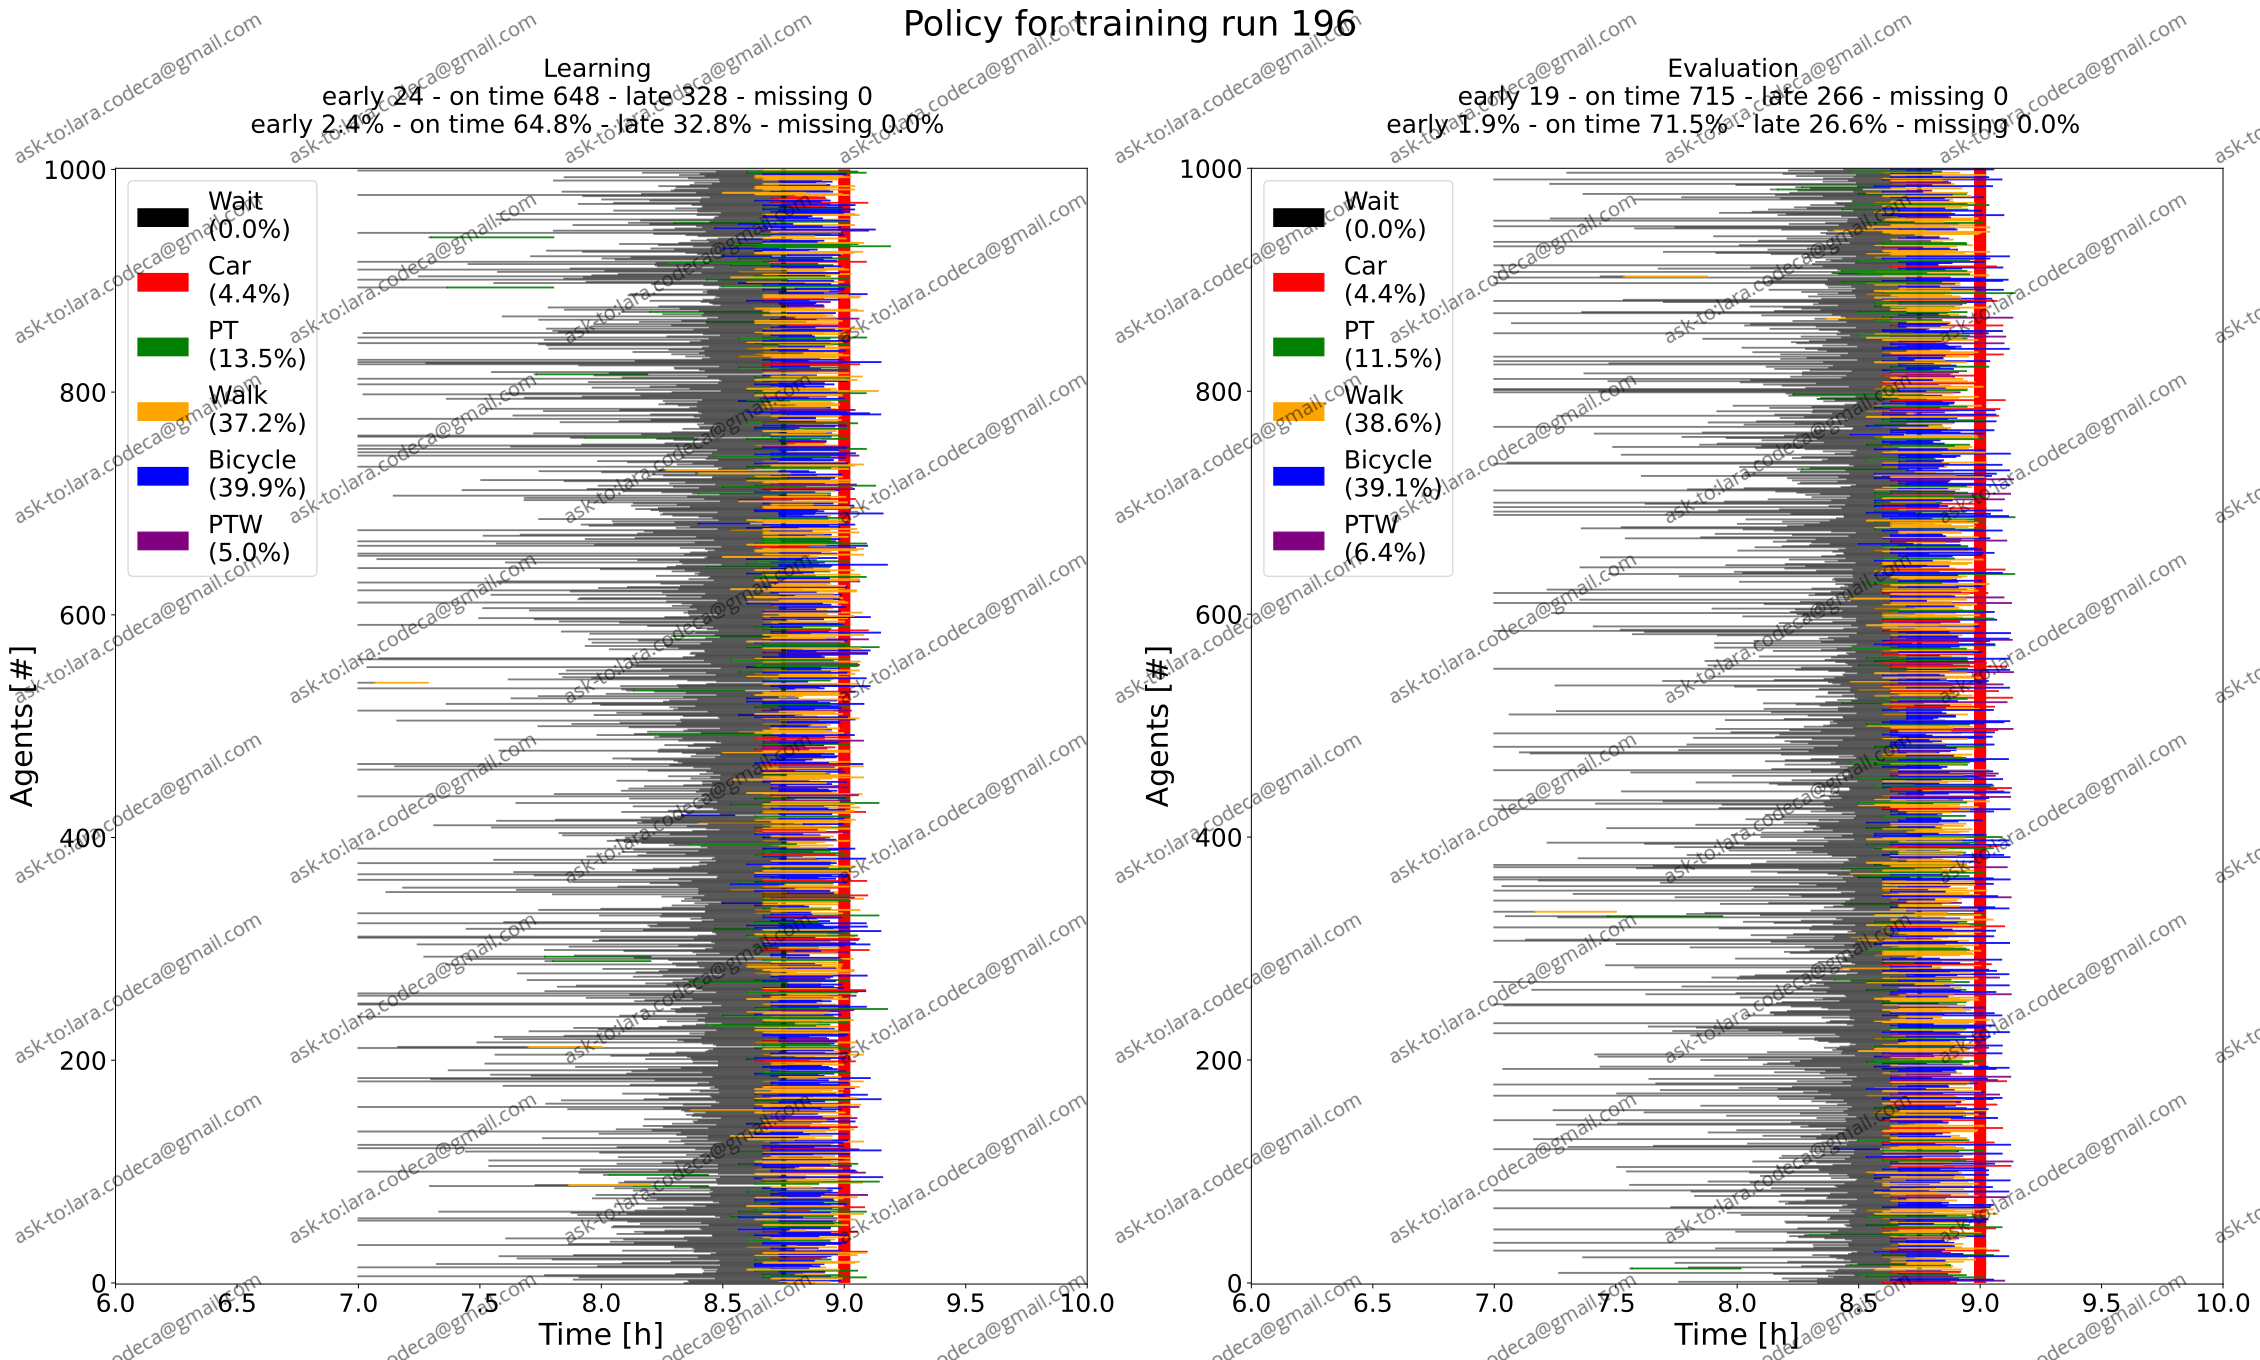 Policy for training run 196
Learning
early 24 - on time 648 - late 328 - missing 0
early 2.4% - on time 64.8% - late 32.8% - missing 0.0%
Wait
(0.0%)
Car
(4.4%)
PT
(13.5%)
Walk
(37.2%)
Bicycle
(39.9%)
PTW
(5.0%)
Agents [#]
1000
800
600
400
200
0
6.0 6.5 7.0 7.5 8.0 8.5 9.0 9.5 10.0
Time [h]
Evaluation
early 19 - on time 715 - late 266 - missing 0
early 1.9% - on time 71.5% - late 26.6% - missing 0.0%
Wait
(0.0%)
Car
(4.4%)
PT
(11.5%)
Walk
(38.6%)
Bicycle
(39.1%)
PTW
(6.4%)
Agents [#]
1000
800
600
400
200
0
6.0 6.5 7.0 7.5 8.0 8.5 9.0 9.5 10.0
Time [h]
ask-to:lara.codeca@gmail.com